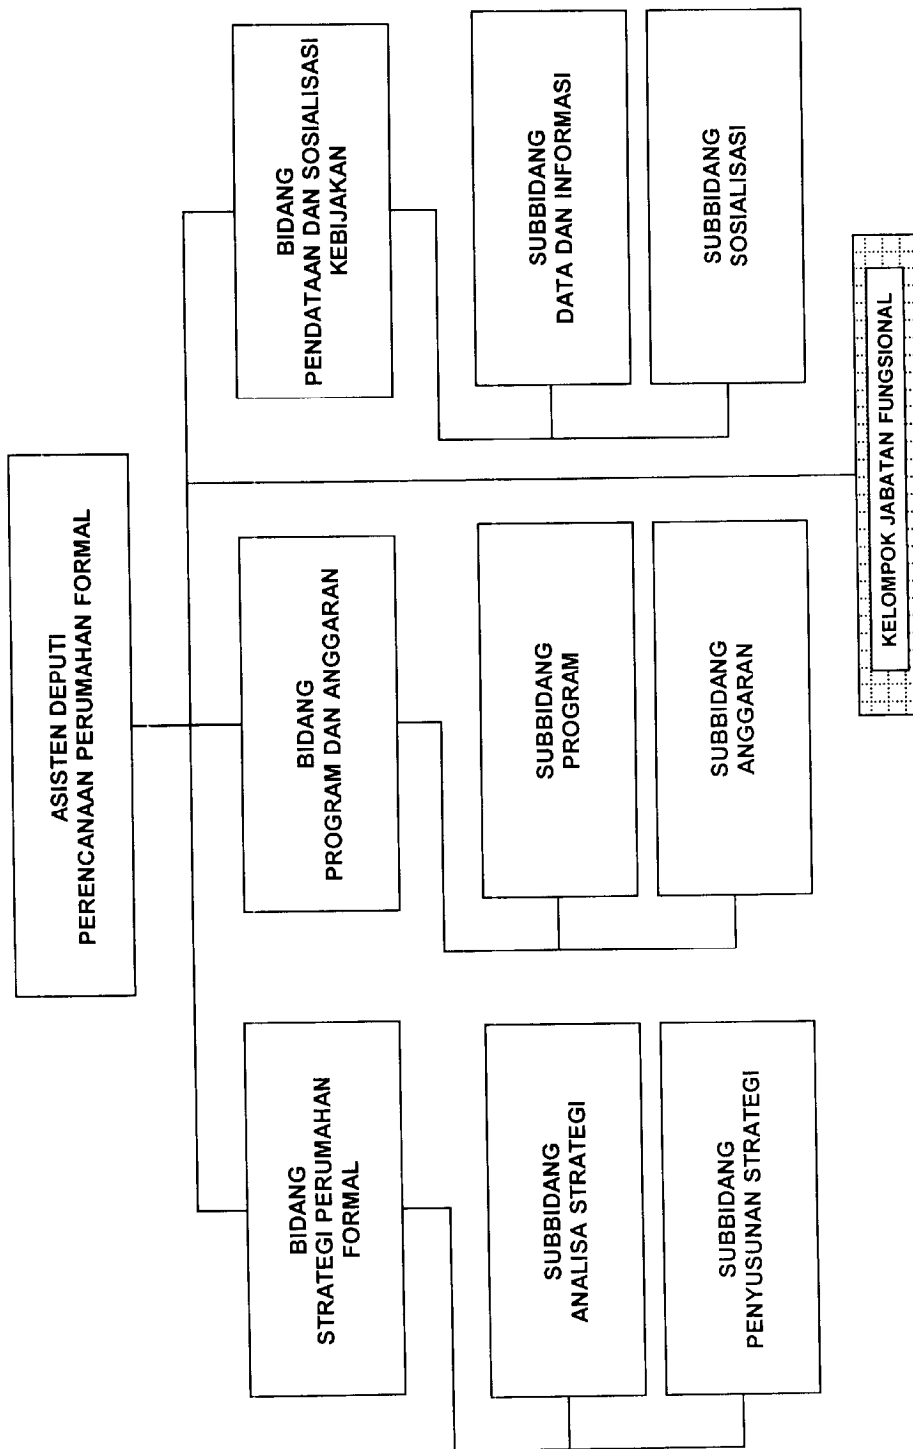 ASISTEN DEPUTI
PERENCANAAN PERUMAHAN FORMAL
BIDANG
STRATEGI PERUMAHAN
FORMAL
BIDANG
PROGRAM DAN ANGGARAN
BIDANG
PENDATAAN DAN SOSIALISASI
KEBIJAKAN
SUBBIDANG
ANALISA STRATEGI
SUBBIDANG
PROGRAM
SUBBIDANG
DATA DAN INFORMASI
SUBBIDANG
PENYUSUNAN STRATEGI
SUBBIDANG
ANGGARAN
SUBBIDANG
SOSIALISASI
KELOMPOK JABATAN FUNGSIONAL